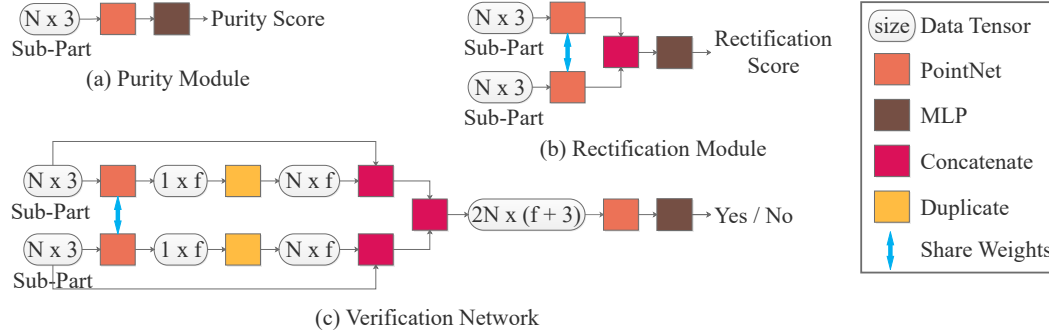 N x 3
Sub-Part
Purity Score
(a) Purity Module
N x 3
Sub-Part
N x 3
Sub-Part
Rectification
Score
(b) Rectification Module
N x 3
Sub-Part
1 x f
N x f
N x 3
Sub-Part
1 x f
N x f
2N x (f + 3)
Yes / No
(c) Verification Network
size Data Tensor
PointNet
MLP
Concatenate
Duplicate
Share Weights